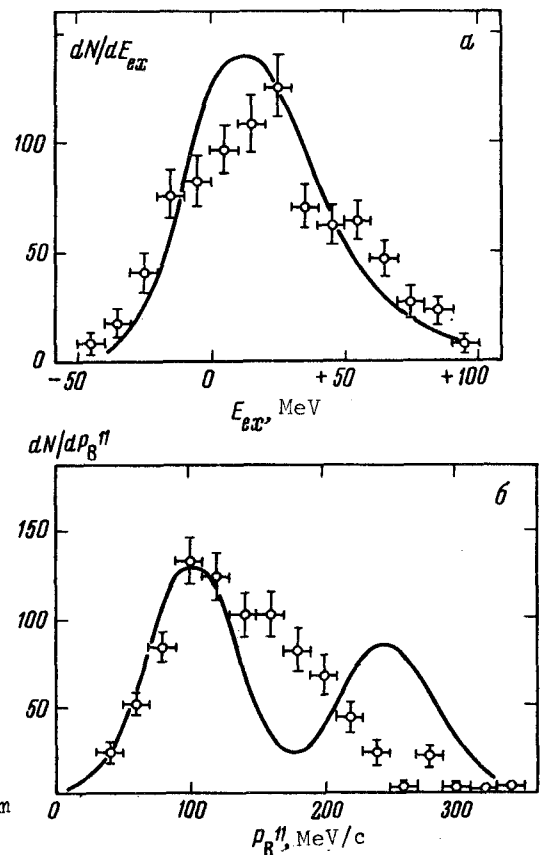 dN/dE_ex
a
100
50
0
-50 0 +50 +100
E_ex, MeV
dN/dp_B^11
б
150
100
50
m
0 100 200 300
p_B^11, MeV/c